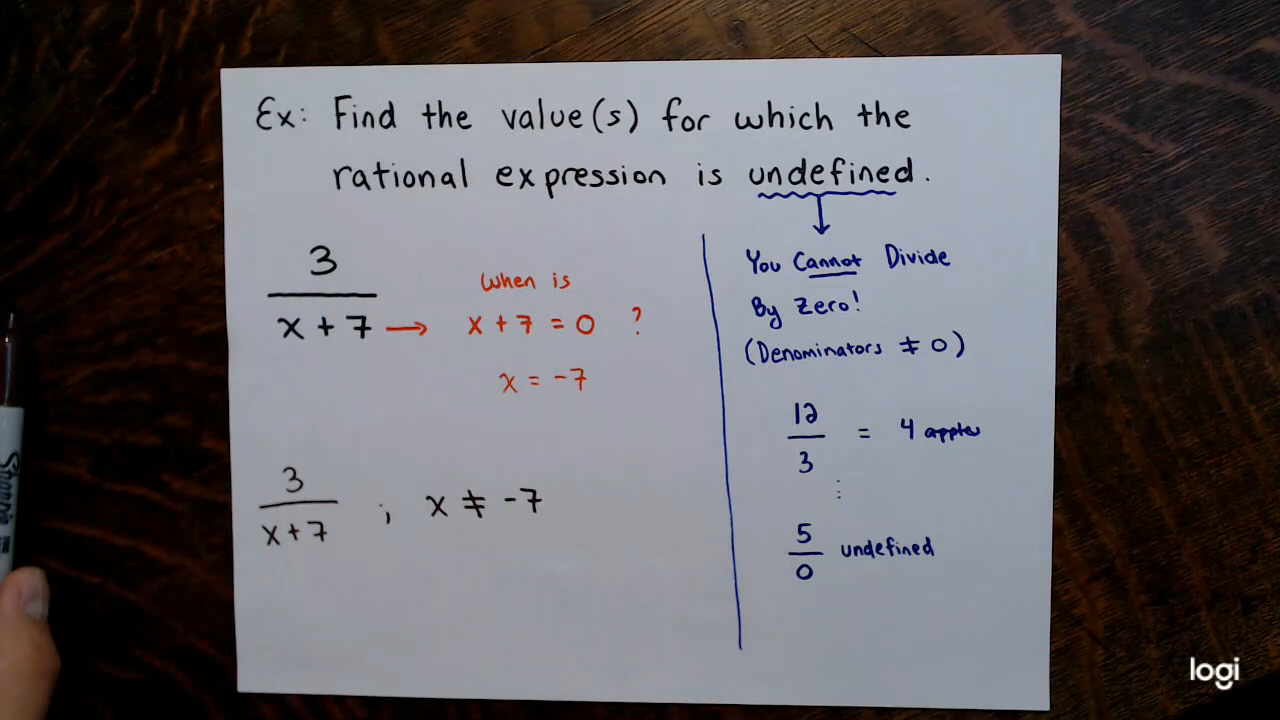 Ex: Find the value(s) for which the
rational expression is undefined.
3
x + 7 → When is
x + 7 = 0 ?
x = -7
3
x+7 ; x ≠ -7
You Cannot Divide
By Zero!
(Denominators ≠ 0)
12
3 = 4 apples
⋮
5
0 undefined
Sharpie
logi